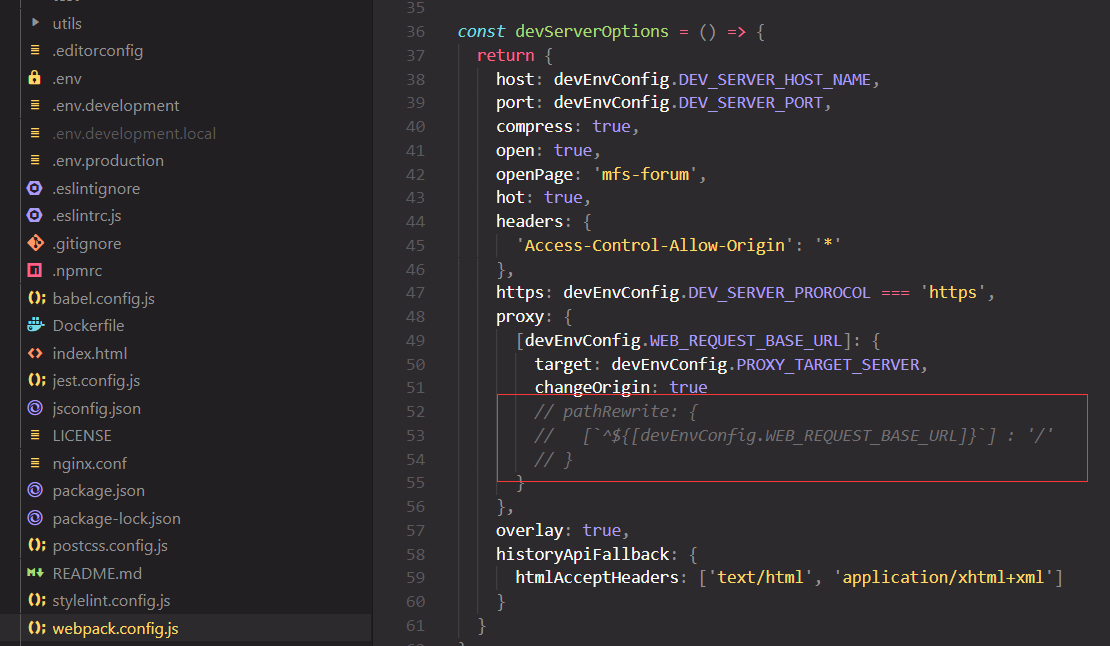 utils
.editorconfig
.env
.env.development
.env.development.local
.env.production
.eslintignore
.eslintrc.js
.gitignore
.npmrc
babel.config.js
Dockerfile
index.html
jest.config.js
jsconfig.json
LICENSE
nginx.conf
package.json
package-lock.json
postcss.config.js
README.md
stylelint.config.js
webpack.config.js
35
36 const devServerOptions = () => {
37 return {
38 host: devEnvConfig.DEV_SERVER_HOST_NAME,
39 port: devEnvConfig.DEV_SERVER_PORT,
40 compress: true,
41 open: true,
42 openPage: 'mfs-forum',
43 hot: true,
44 headers: {
45 'Access-Control-Allow-Origin': '*'
46 },
47 https: devEnvConfig.DEV_SERVER_PROROCOL === 'https',
48 proxy: {
49 [devEnvConfig.WEB_REQUEST_BASE_URL]: {
50 target: devEnvConfig.PROXY_TARGET_SERVER,
51 changeOrigin: true
52 // pathRewrite: {
53 //   [`^${[devEnvConfig.WEB_REQUEST_BASE_URL]}`] : '/'
54 // }
55 }
56 },
57 overlay: true,
58 historyApiFallback: {
59 htmlAcceptHeaders: ['text/html', 'application/xhtml+xml']
60 }
61 }